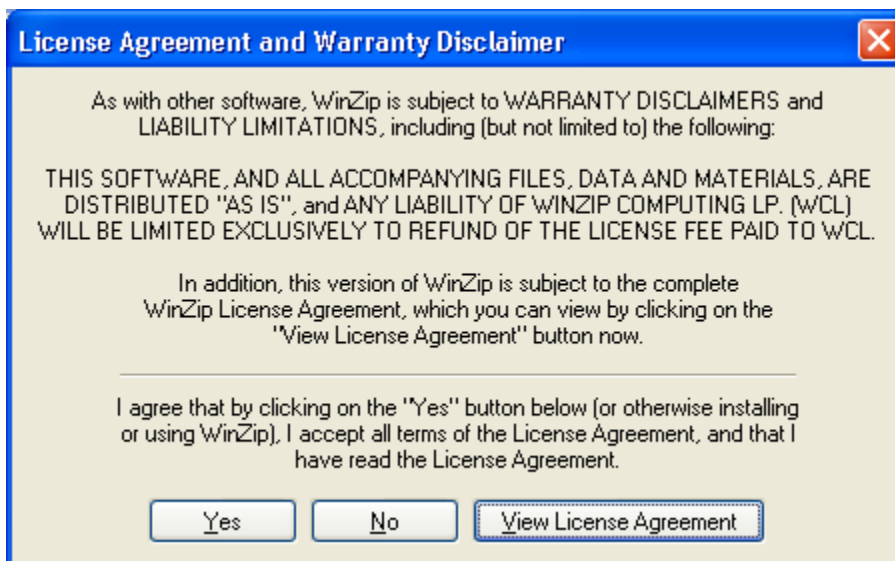 License Agreement and Warranty Disclaimer
As with other software, WinZip is subject to WARRANTY DISCLAIMERS and
LIABILITY LIMITATIONS, including (but not limited to) the following:
THIS SOFTWARE, AND ALL ACCOMPANYING FILES, DATA AND MATERIALS, ARE
DISTRIBUTED "AS IS", and ANY LIABILITY OF WINZIP COMPUTING LP. (WCL)
WILL BE LIMITED EXCLUSIVELY TO REFUND OF THE LICENSE FEE PAID TO WCL.
In addition, this version of WinZip is subject to the complete
WinZip License Agreement, which you can view by clicking on the
"View License Agreement" button now.
I agree that by clicking on the "Yes" button below (or otherwise installing
or using WinZip), I accept all terms of the License Agreement, and that I
have read the License Agreement.
Yes No View License Agreement